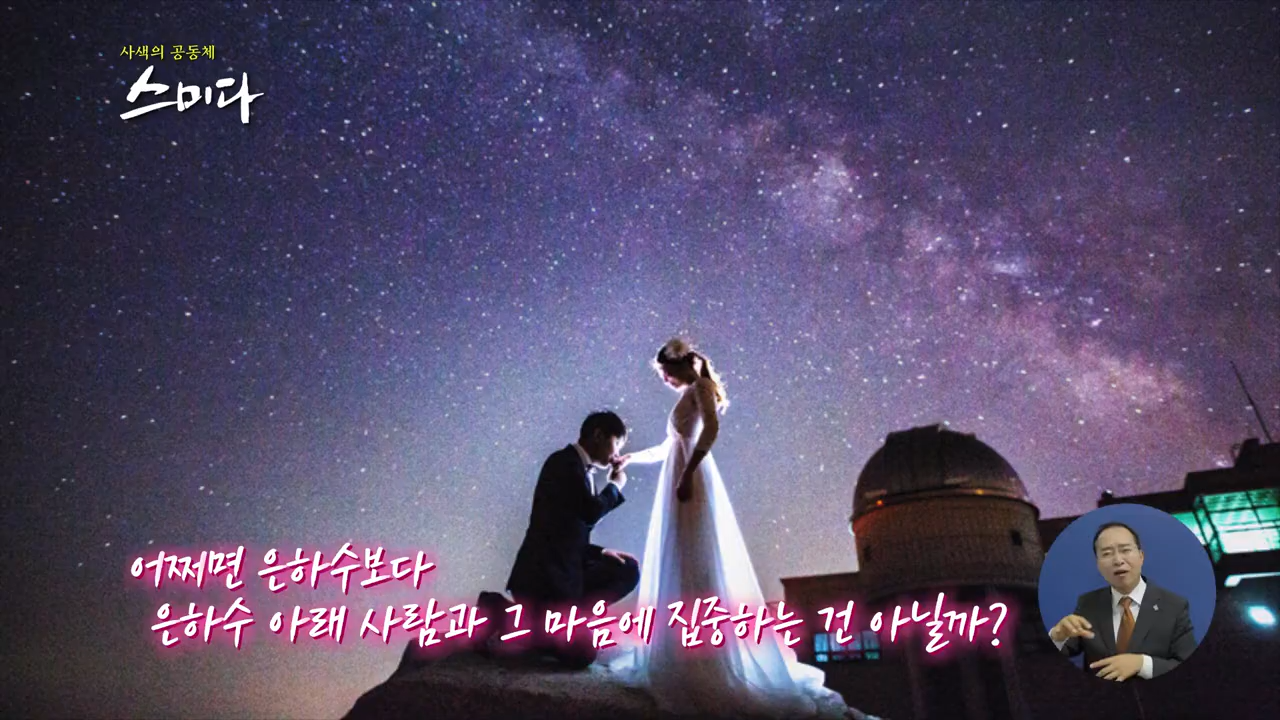 사색의 공동체
스미다
어쩌면 은하수보다
은하수 아래 사람과 그 마음에 집중하는 건 아닐까?